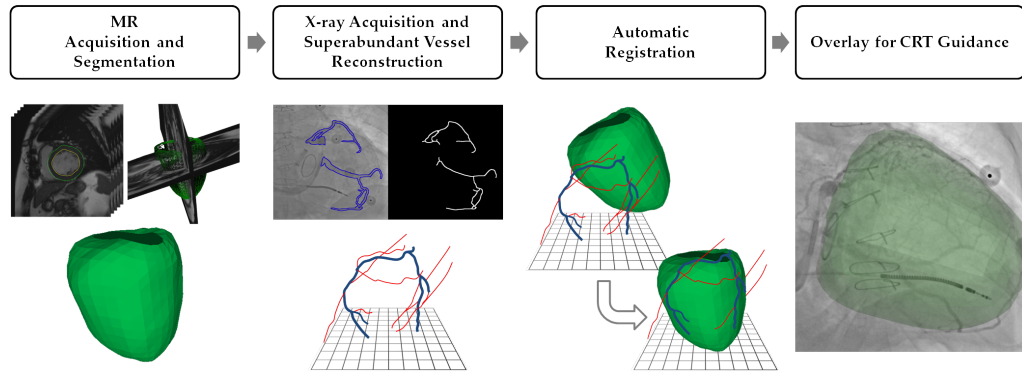 MR
Acquisition and
Segmentation
X-ray Acquisition and
Superabundant Vessel
Reconstruction
Automatic
Registration
Overlay for CRT Guidance